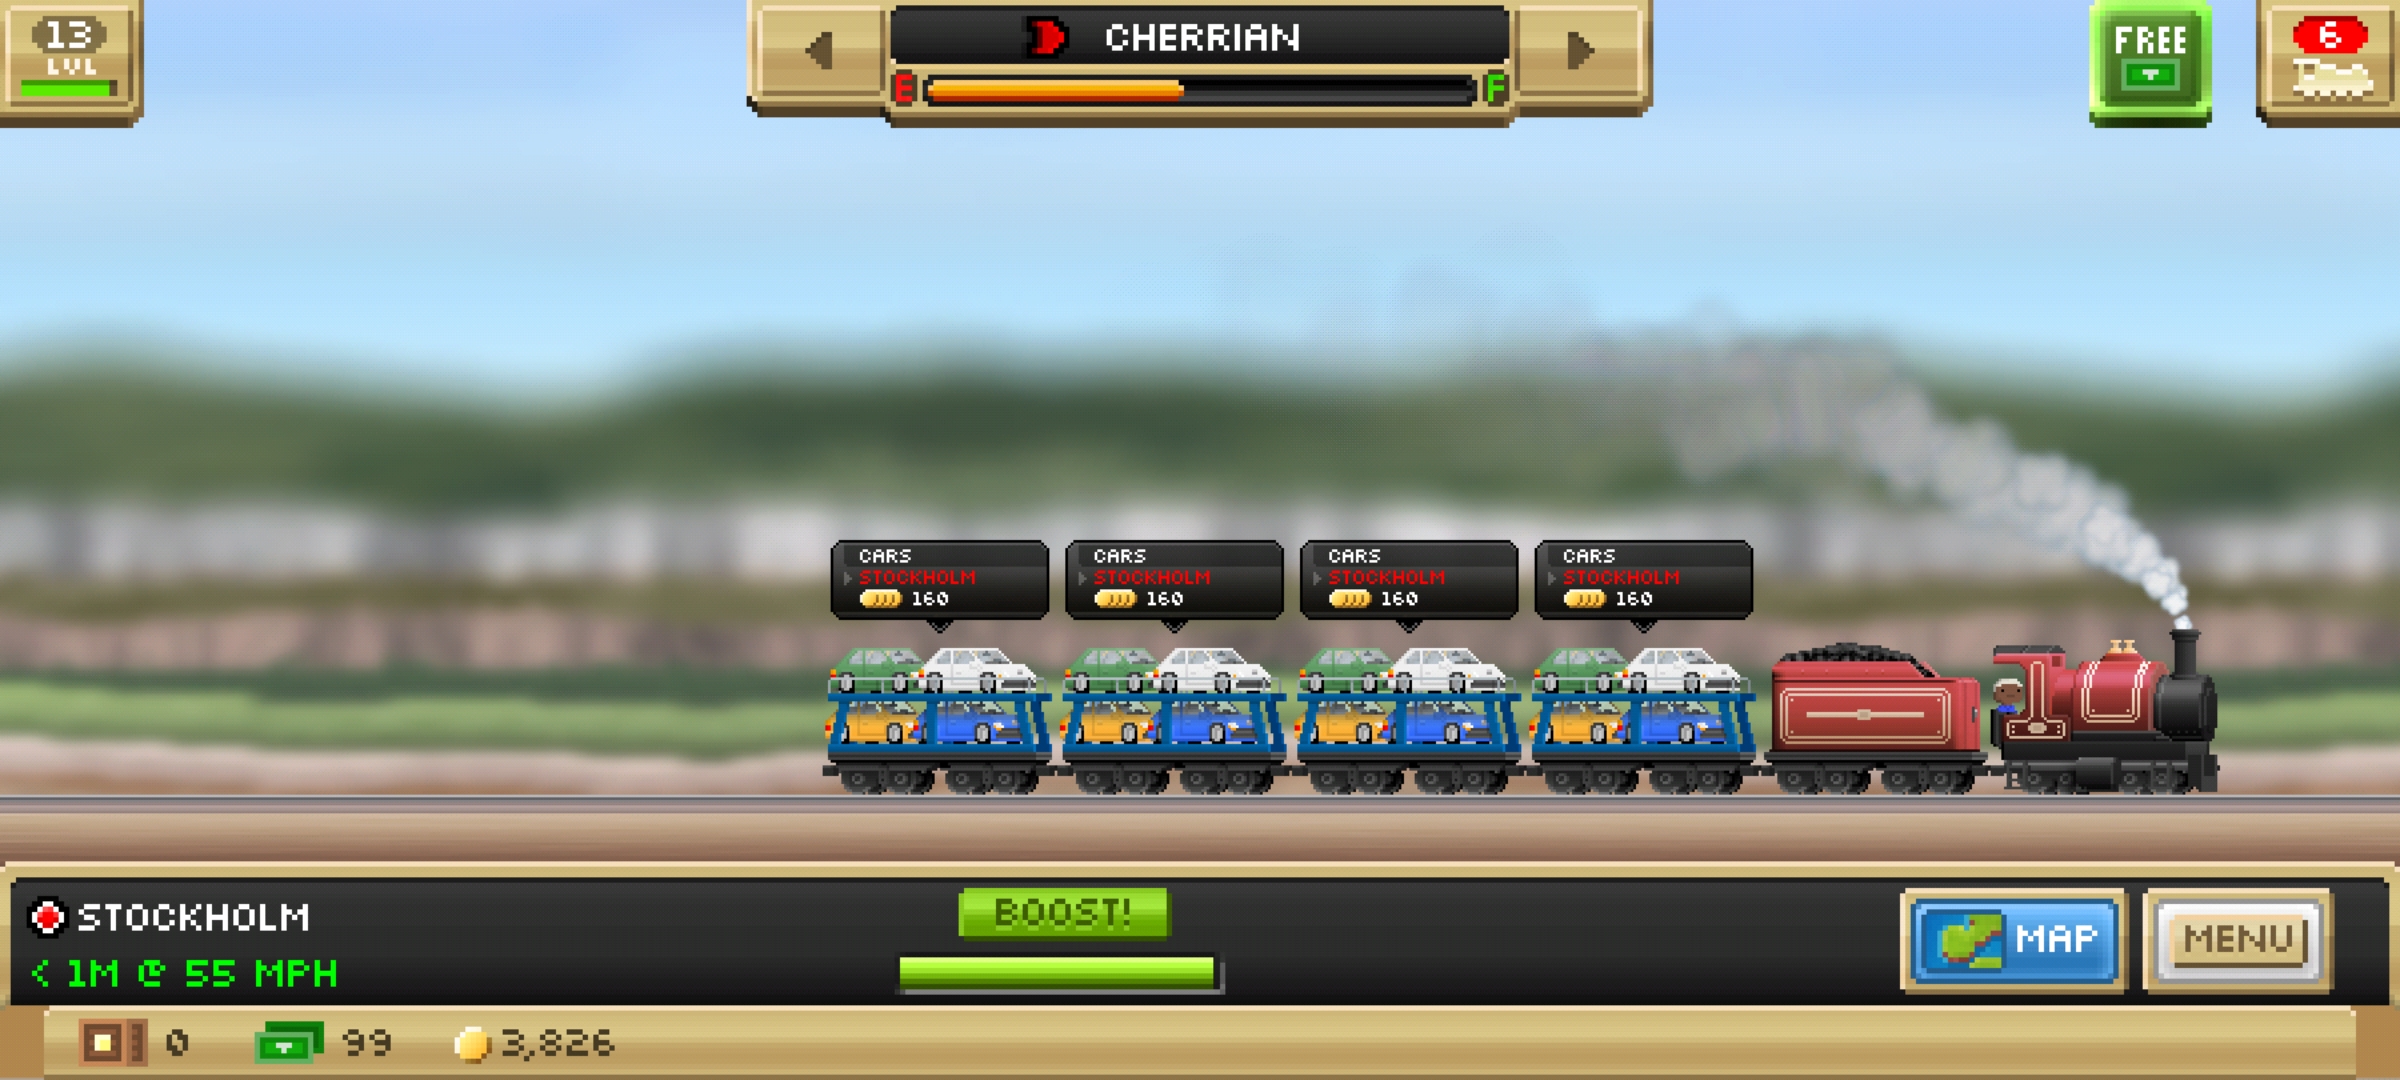 13
LVL
CHERRIAN
E F
FREE
6
CARS
STOCKHOLM
160
CARS
STOCKHOLM
160
CARS
STOCKHOLM
160
CARS
STOCKHOLM
160
STOCKHOLM
< 1M @ 55 MPH
BOOST!
MAP
MENU
0
99
3,826